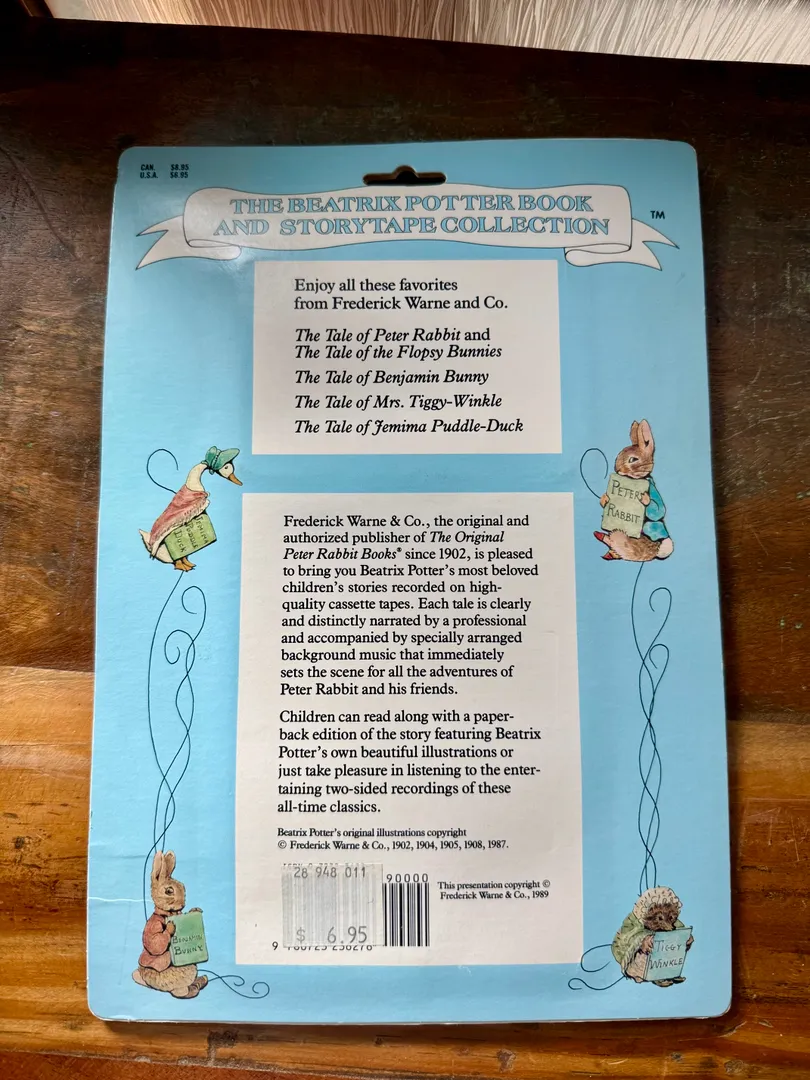 CAN. $8.95
U.S.A. $6.95
THE BEATRIX POTTER BOOK
AND STORYTAPE COLLECTION ™
Enjoy all these favorites
from Frederick Warne and Co.
The Tale of Peter Rabbit and
The Tale of the Flopsy Bunnies
The Tale of Benjamin Bunny
The Tale of Mrs. Tiggy-Winkle
The Tale of Jemima Puddle-Duck
JEMIMA
PUDDLE
DUCK
PETER
RABBIT
Frederick Warne & Co., the original and
authorized publisher of The Original
Peter Rabbit Books® since 1902, is pleased
to bring you Beatrix Potter's most beloved
children's stories recorded on high-
quality cassette tapes. Each tale is clearly
and distinctly narrated by a professional
and accompanied by specially arranged
background music that immediately
sets the scene for all the adventures of
Peter Rabbit and his friends.
Children can read along with a paper-
back edition of the story featuring Beatrix
Potter's own beautiful illustrations or
just take pleasure in listening to the enter-
taining two-sided recordings of these
all-time classics.
Beatrix Potter's original illustrations copyright
© Frederick Warne & Co., 1902, 1904, 1905, 1908, 1987.
28 948 011
90000
$ 6.95
This presentation copyright ©
Frederick Warne & Co., 1989
BENJAMIN
BUNNY
TIGGY
WINKLE